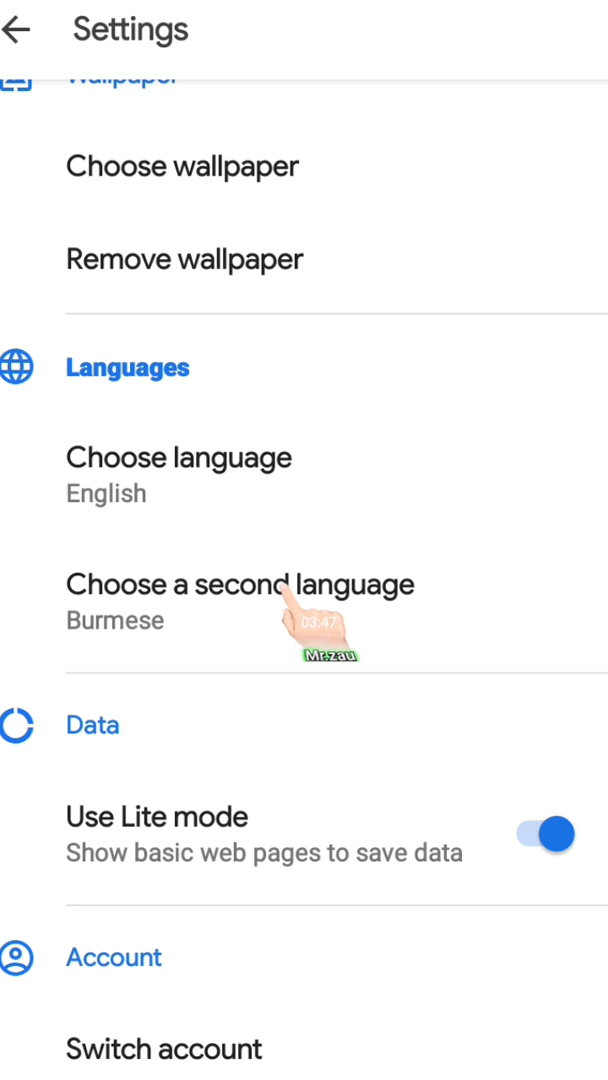 Settings
Wallpaper
Choose wallpaper
Remove wallpaper
Languages
Choose language
English
Choose a second language
Burmese
03:47
Mr.zau
Data
Use Lite mode
Show basic web pages to save data
Account
Switch account